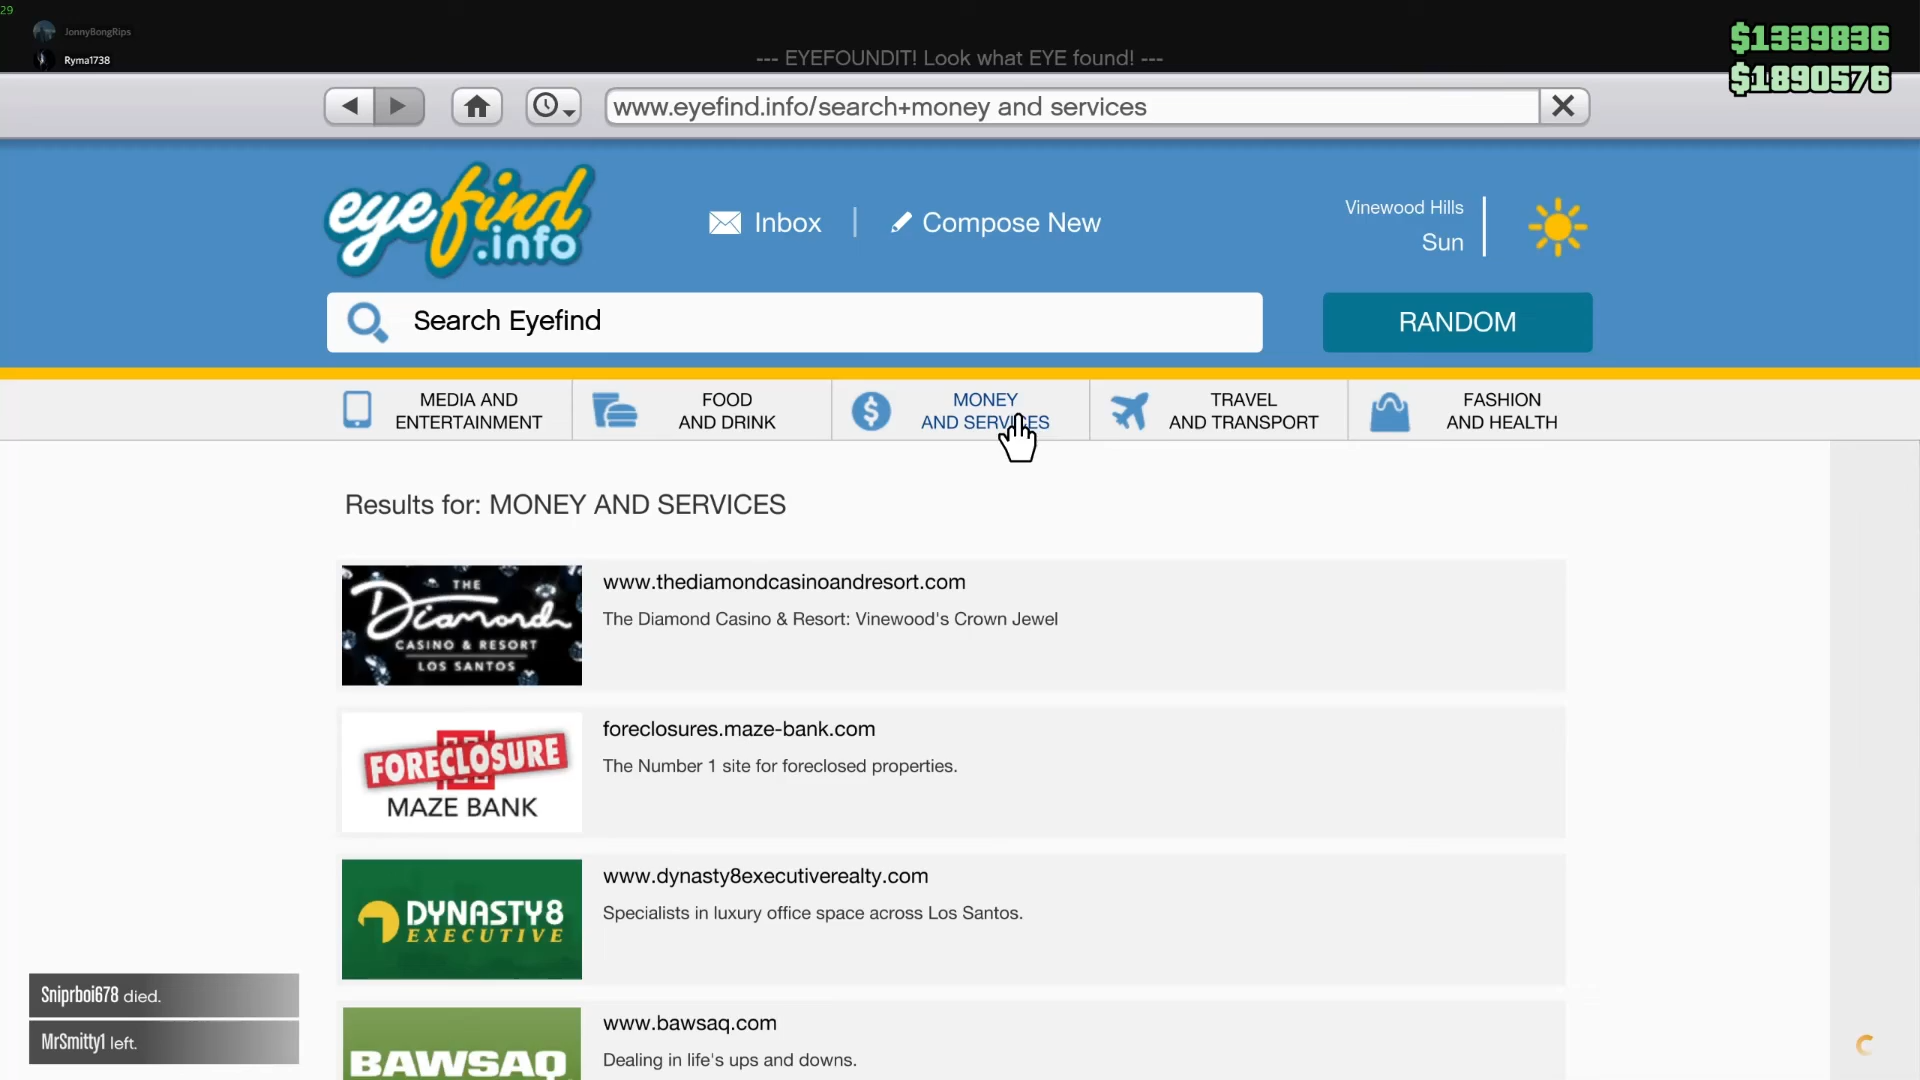 29
JonnyBongRips
Ryma1738
--- EYEFOUNDIT! Look what EYE found! ---
$1339836
$1890576
www.eyefind.info/search+money and services
eyefind
.info
Inbox
Compose New
Vinewood Hills
Sun
Search Eyefind
RANDOM
MEDIA AND
ENTERTAINMENT
FOOD
AND DRINK
MONEY
AND SERVICES
TRAVEL
AND TRANSPORT
FASHION
AND HEALTH
Results for: MONEY AND SERVICES
THE
Diamond
CASINO & RESORT
LOS SANTOS
www.thediamondcasinoandresort.com
The Diamond Casino & Resort: Vinewood's Crown Jewel
FORECLOSURE
MAZE BANK
foreclosures.maze-bank.com
The Number 1 site for foreclosed properties.
DYNASTY8
EXECUTIVE
www.dynasty8executiverealty.com
Specialists in luxury office space across Los Santos.
BAWSAQ
www.bawsaq.com
Dealing in life's ups and downs.
Sniprboi678 died.
MrSmitty1 left.